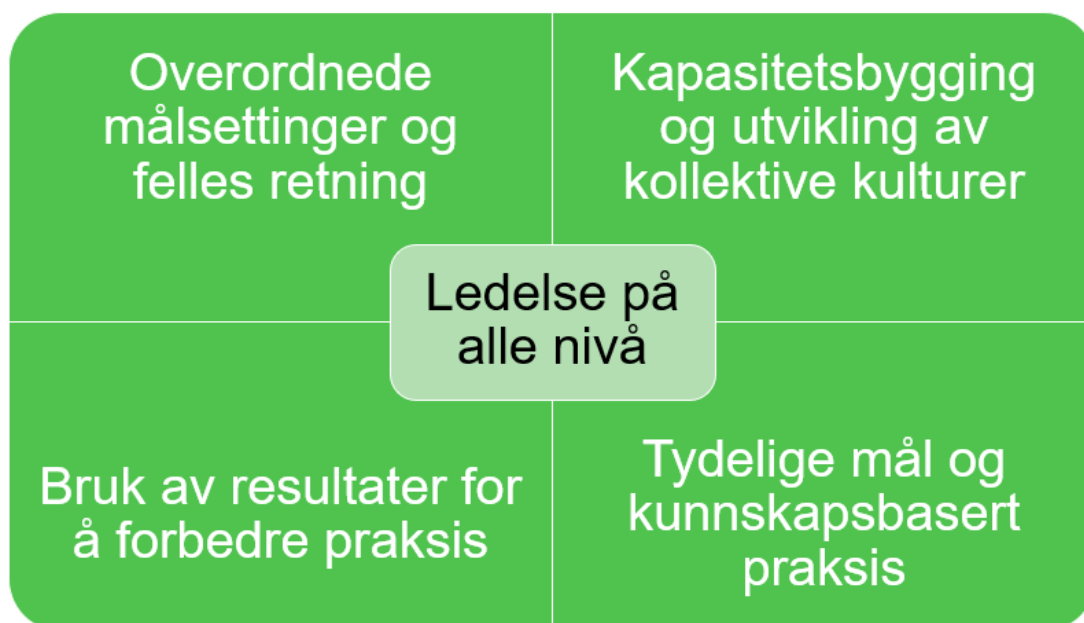 Overordnede
målsettinger og
felles retning
Kapasitetsbygging
og utvikling av
kollektive kulturer
Ledelse på
alle nivå
Bruk av resultater for
å forbedre praksis
Tydelige mål og
kunnskapsbasert
praksis